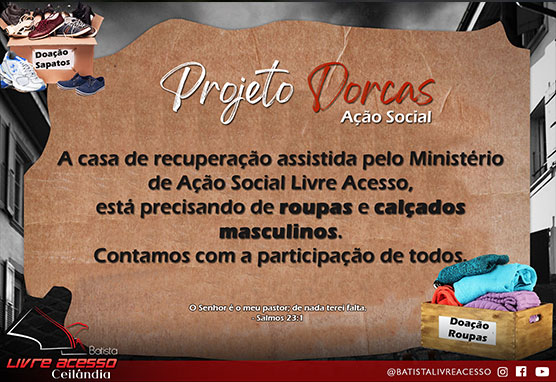 Doação
Sapatos
Projeto Dorcas
Ação Social
A casa de recuperação assistida pelo Ministério
de Ação Social Livre Acesso,
está precisando de roupas e calçados
masculinos.
Contamos com a participação de todos.
O Senhor é o meu pastor; de nada terei falta.
- Salmos 23:1
Doação
Roupas
Batista
LIVRE ACESSO
Ceilândia
@BATISTALIVREACESSO